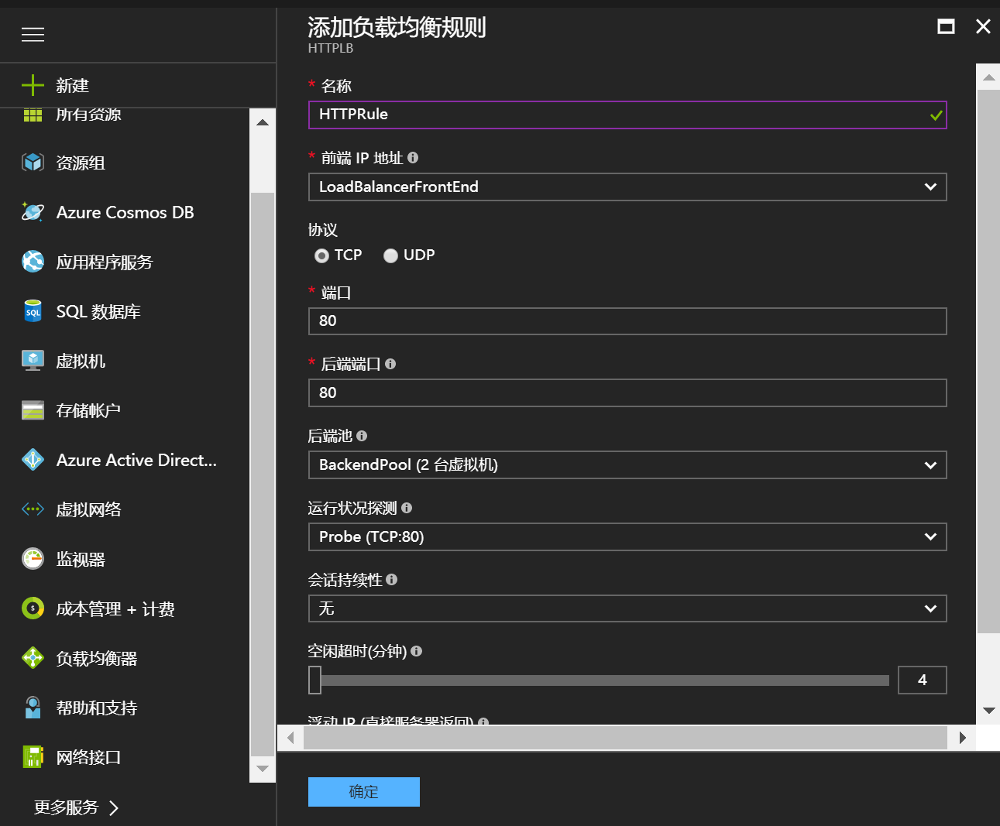 新建
所有资源
资源组
Azure Cosmos DB
应用程序服务
SQL 数据库
虚拟机
存储帐户
Azure Active Direct...
虚拟网络
监视器
成本管理 + 计费
负载均衡器
帮助和支持
网络接口
更多服务
添加负载均衡规则
HTTPLB
* 名称
HTTPRule
* 前端 IP 地址
LoadBalancerFrontEnd
协议
TCP UDP
* 端口
80
* 后端端口
80
后端池
BackendPool (2 台虚拟机)
运行状况探测
Probe (TCP:80)
会话持续性
无
空闲超时(分钟)
4
浮动 IP (直接服务器返回)
确定